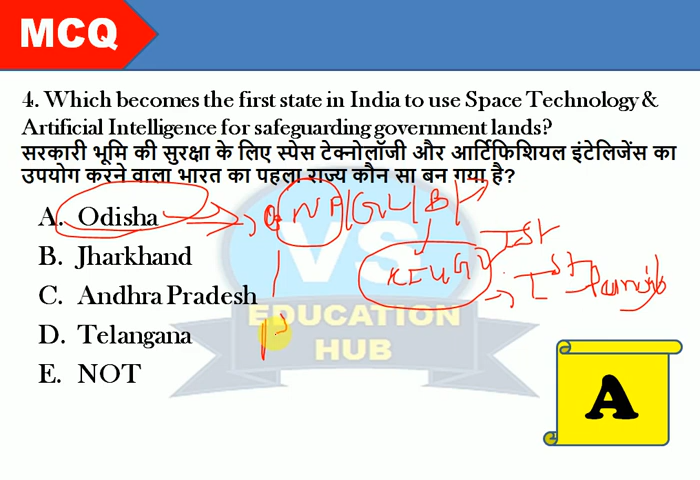 MCQ
4. Which becomes the first state in India to use Space Technology &
Artificial Intelligence for safeguarding government lands?
सरकारी भूमि की सुरक्षा के लिए स्पेस टेक्नोलॉजी और आर्टिफिशियल इंटेलिजेंस का
उपयोग करने वाला भारत का पहला राज्य कौन सा बन गया है?
A. Odisha
B. Jharkhand
C. Andhra Pradesh
D. Telangana
E. NOT
VS
EDUCATION
HUB
A